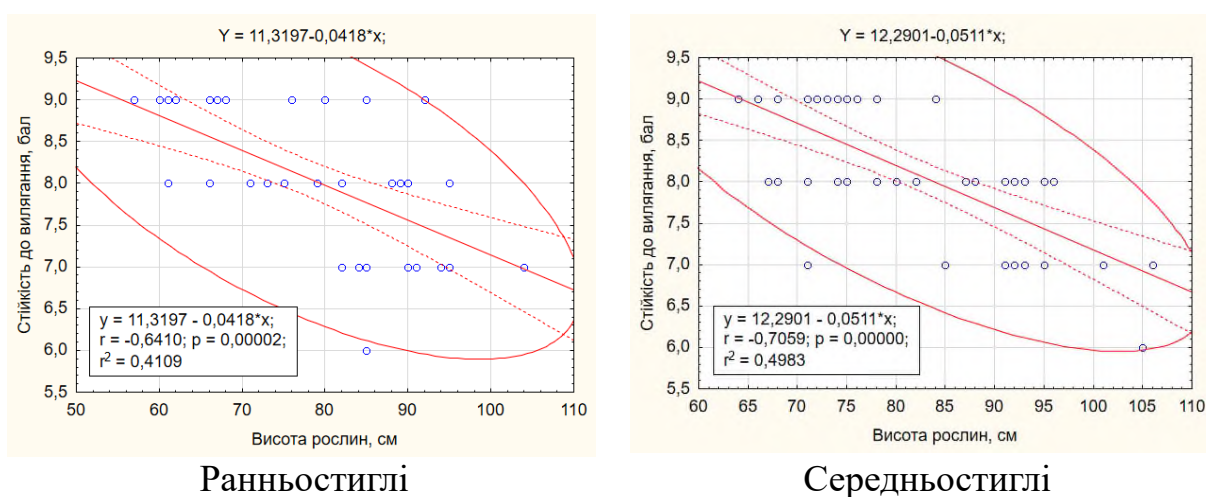 Y = 11,3197-0,0418*x;
Стійкість до вилягання, бал
9,5
9,0
8,5
8,0
7,5
7,0
6,5
6,0
5,5
y = 11,3197 - 0,0418*x;
r = -0,6410; p = 0,00002;
r² = 0,4109
50 60 70 80 90 100 110
Висота рослин, см
Ранньостиглі
Y = 12,2901-0,0511*x;
Стійкість до вилягання, бал
9,5
9,0
8,5
8,0
7,5
7,0
6,5
6,0
5,5
y = 12,2901 - 0,0511*x;
r = -0,7059; p = 0,00000;
r² = 0,4983
60 65 70 75 80 85 90 95 100 105 110
Висота рослин, см
Середньостиглі